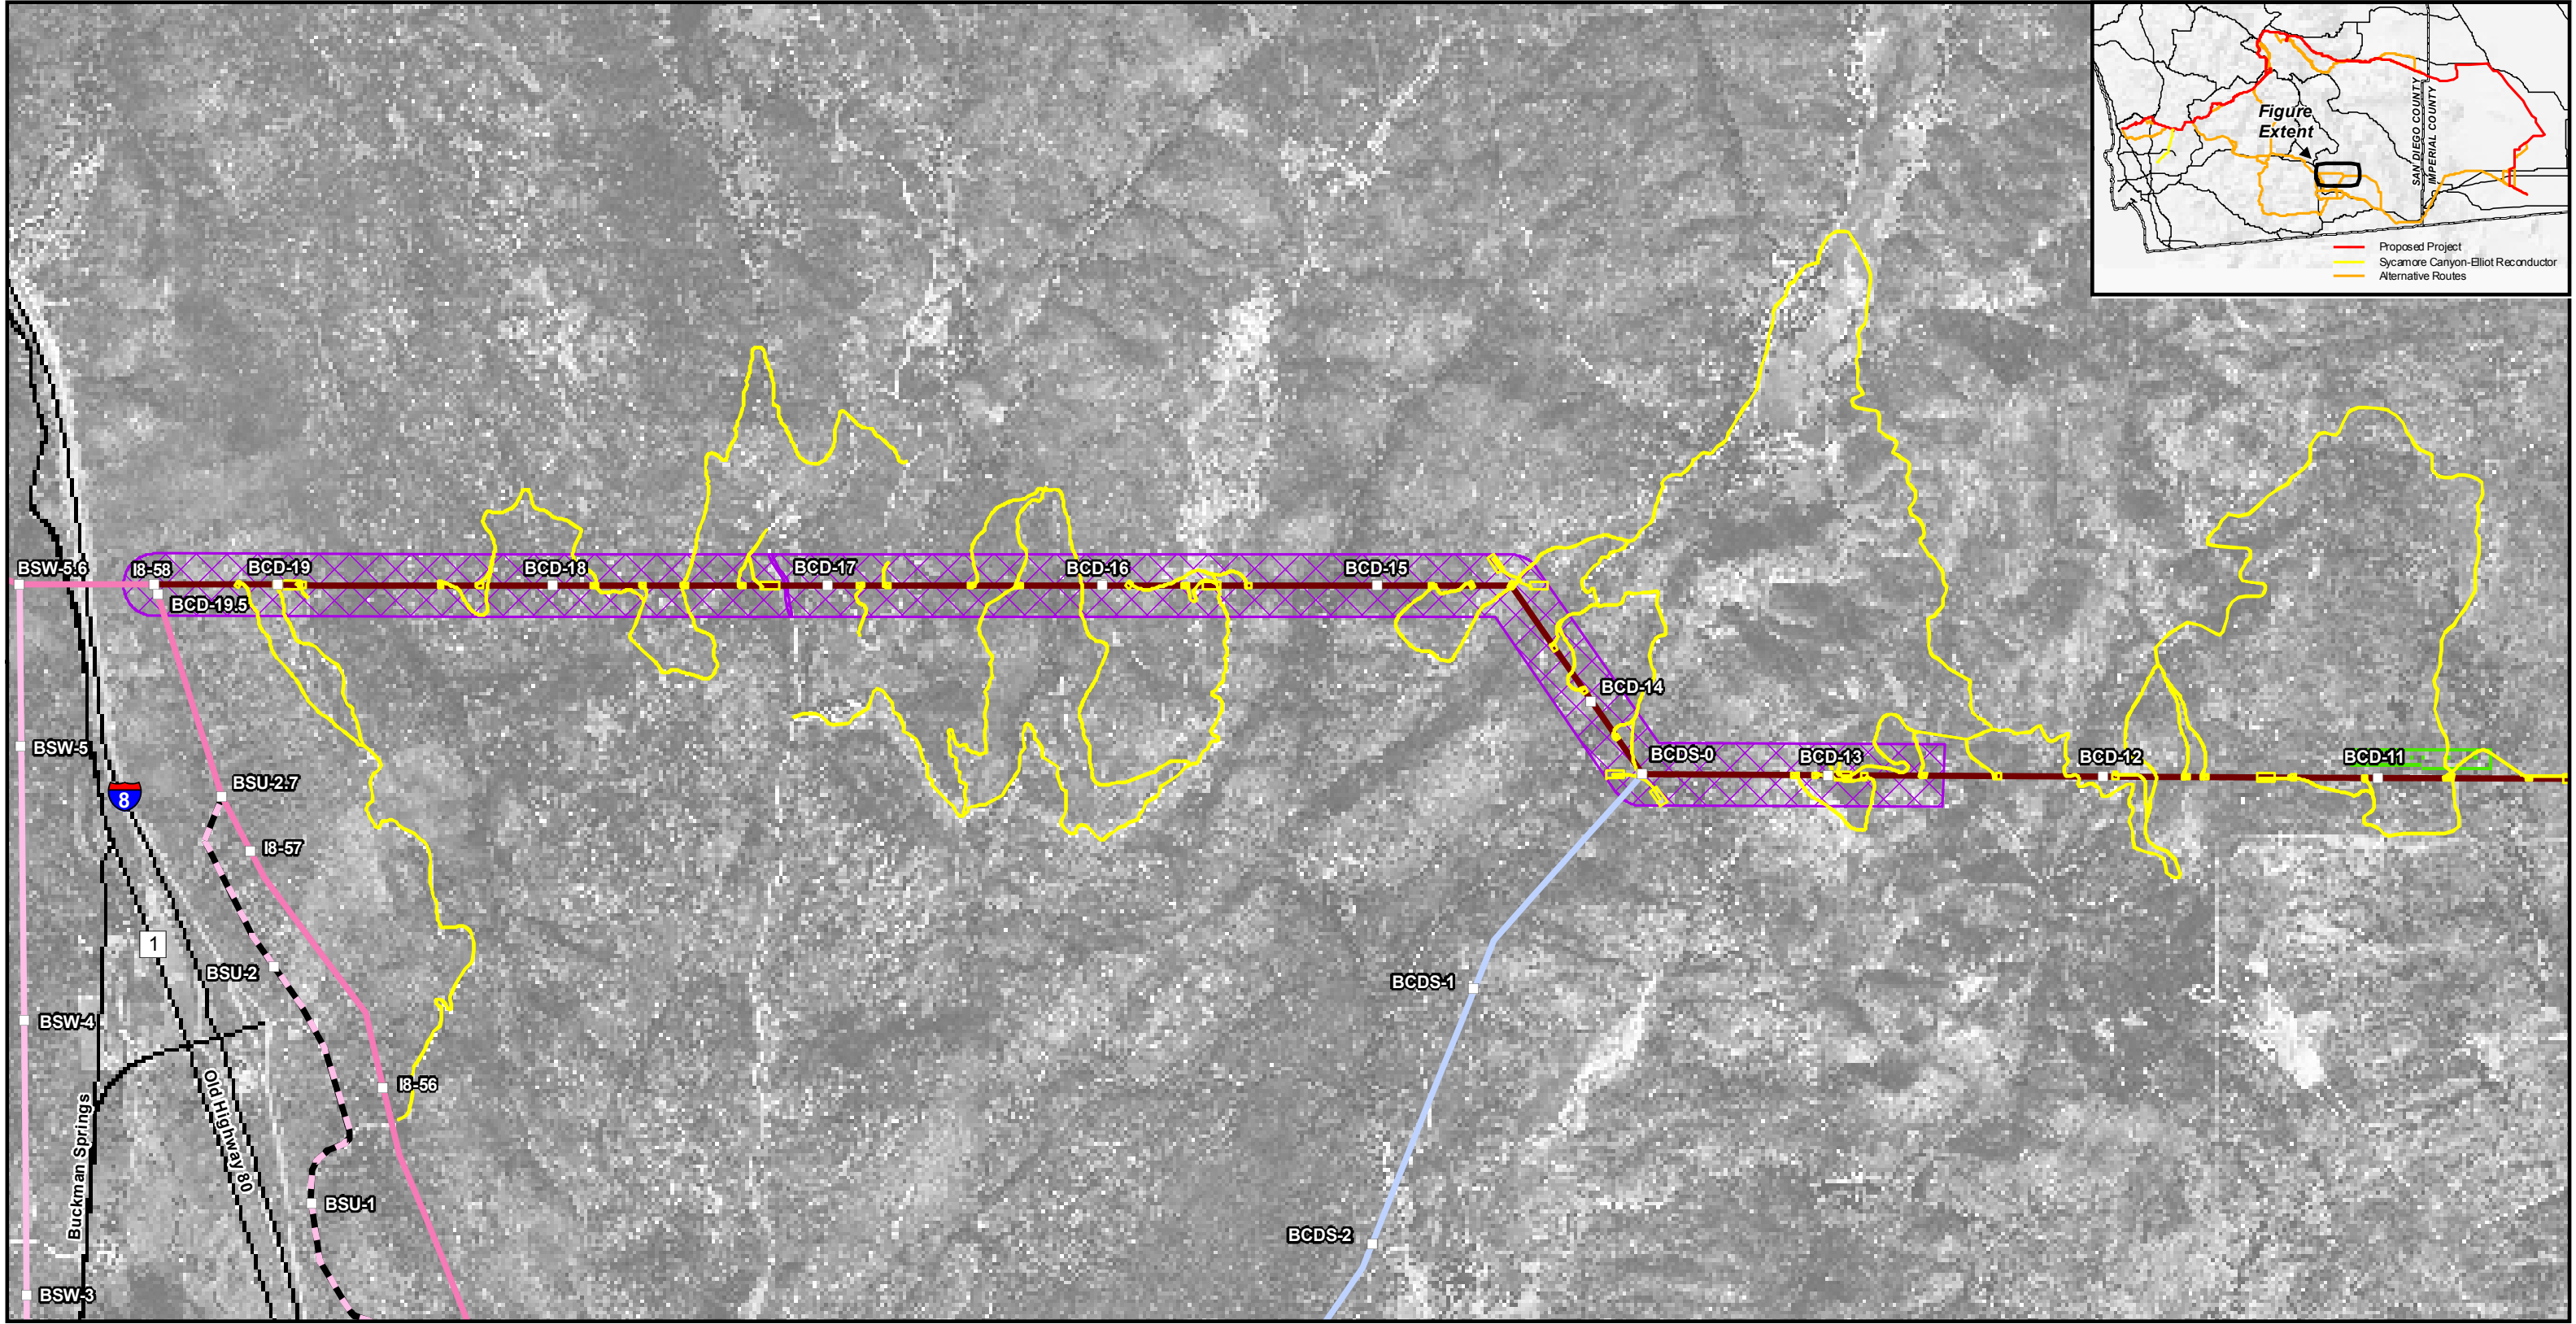 Figure
Extent
SAN DIEGO COUNTY
IMPERIAL COUNTY
Proposed Project
Sycamore Canyon-Elliot Reconductor
Alternative Routes
BSW-5.6
I8-58
BCD-19
BCD-18
BCD-17
BCD-16
BCD-15
BCD-19.5
BCD-14
BSW-5
BCDS-0
BCD-13
BCD-12
BCD-11
BSU-2.7
8
I8-57
1
BSU-2
BCDS-1
BSW-4
I8-56
Old Highway 80
Buckman Springs
BSU-1
BCDS-2
BSW-3